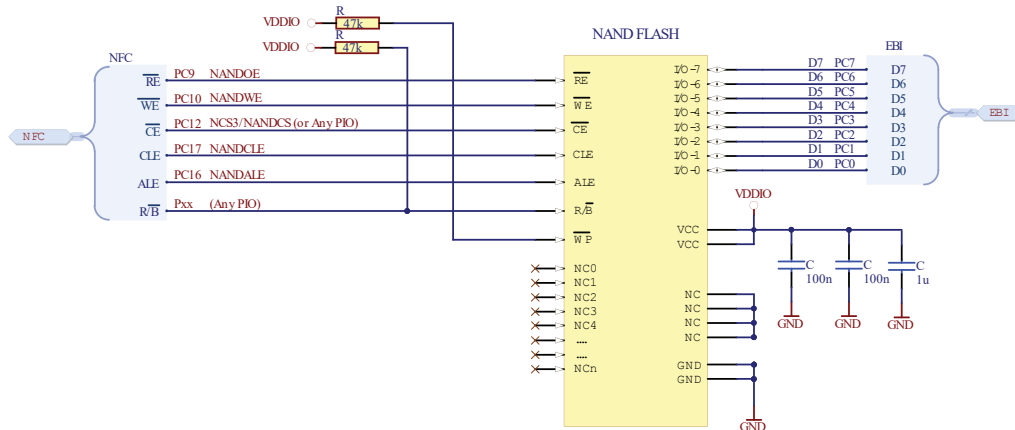 R
VDDIO 47k
R
VDDIO 47k
NFC
NFC
RE PC9 NANDOE
WE PC10 NANDWE
CE PC12 NCS3/NANDCS (or Any PIO)
CLE PC17 NANDCLE
ALE PC16 NANDALE
R/B Pxx (Any PIO)
NAND FLASH
RE
WE
CE
CLE
ALE
R/B
WP
NC0
NC1
NC2
NC3
NC4
....
....
NCn
I/O-7
I/O-6
I/O-5
I/O-4
I/O-3
I/O-2
I/O-1
I/O-0
VCC
VCC
NC
NC
NC
NC
GND
GND
EBI
D7 PC7 D7
D6 PC6 D6
D5 PC5 D5
D4 PC4 D4
D3 PC3 D3
D2 PC2 D2
D1 PC1 D1
D0 PC0 D0
EBI
VDDIO
C
100n
C
100n
C
1u
GND
GND
GND
GND